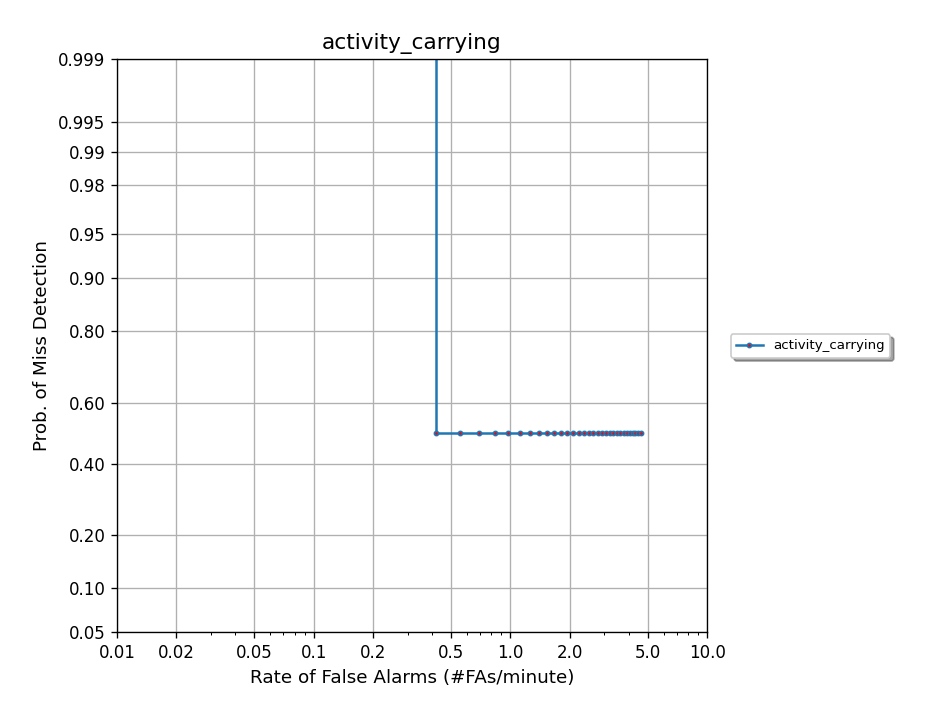 activity_carrying
0.999
0.995
0.99
0.98
0.95
0.90
0.80
0.60
0.40
0.20
0.10
0.05
Prob. of Miss Detection
activity_carrying
0.01 0.02 0.05 0.1 0.2 0.5 1.0 2.0 5.0 10.0
Rate of False Alarms (#FAs/minute)